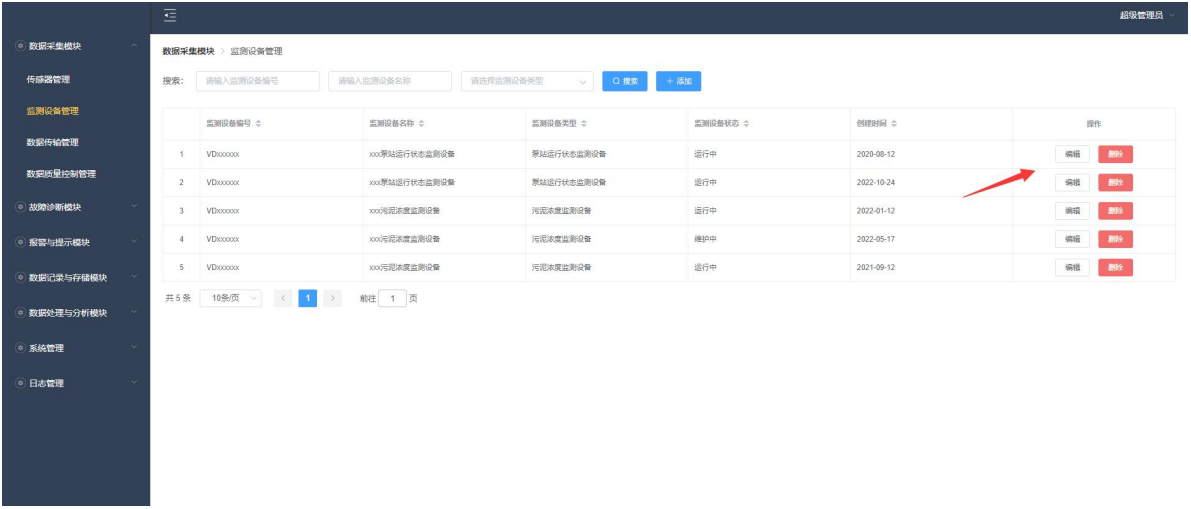 超级管理员
数据采集模块
传感器管理
监测设备管理
数据传输管理
数据质量控制管理
故障诊断模块
报警与提示模块
数据记录与存储模块
数据处理与分析模块
系统管理
日志管理
数据采集模块 > 监测设备管理
搜索： 请输入监测设备编号 请输入监测设备名称 请选择监测设备类型 搜索 + 添加
监测设备编号 监测设备名称 监测设备类型 监测设备状态 创建时间 操作
1 VDxxxxxx xxx泵站运行状态监测设备 泵站运行状态监测设备 运行中 2020-08-12 编辑 删除
2 VDxxxxxx xxx泵站运行状态监测设备 泵站运行状态监测设备 运行中 2022-10-24 编辑 删除
3 VDxxxxxx xxx污泥浓度监测设备 污泥浓度监测设备 运行中 2022-01-12 编辑 删除
4 VDxxxxxx xxx污泥浓度监测设备 污泥浓度监测设备 维护中 2022-05-17 编辑 删除
5 VDxxxxxx xxx污泥浓度监测设备 污泥浓度监测设备 运行中 2021-09-12 编辑 删除
共 5 条 10条/页 < 1 > 前往 1 页